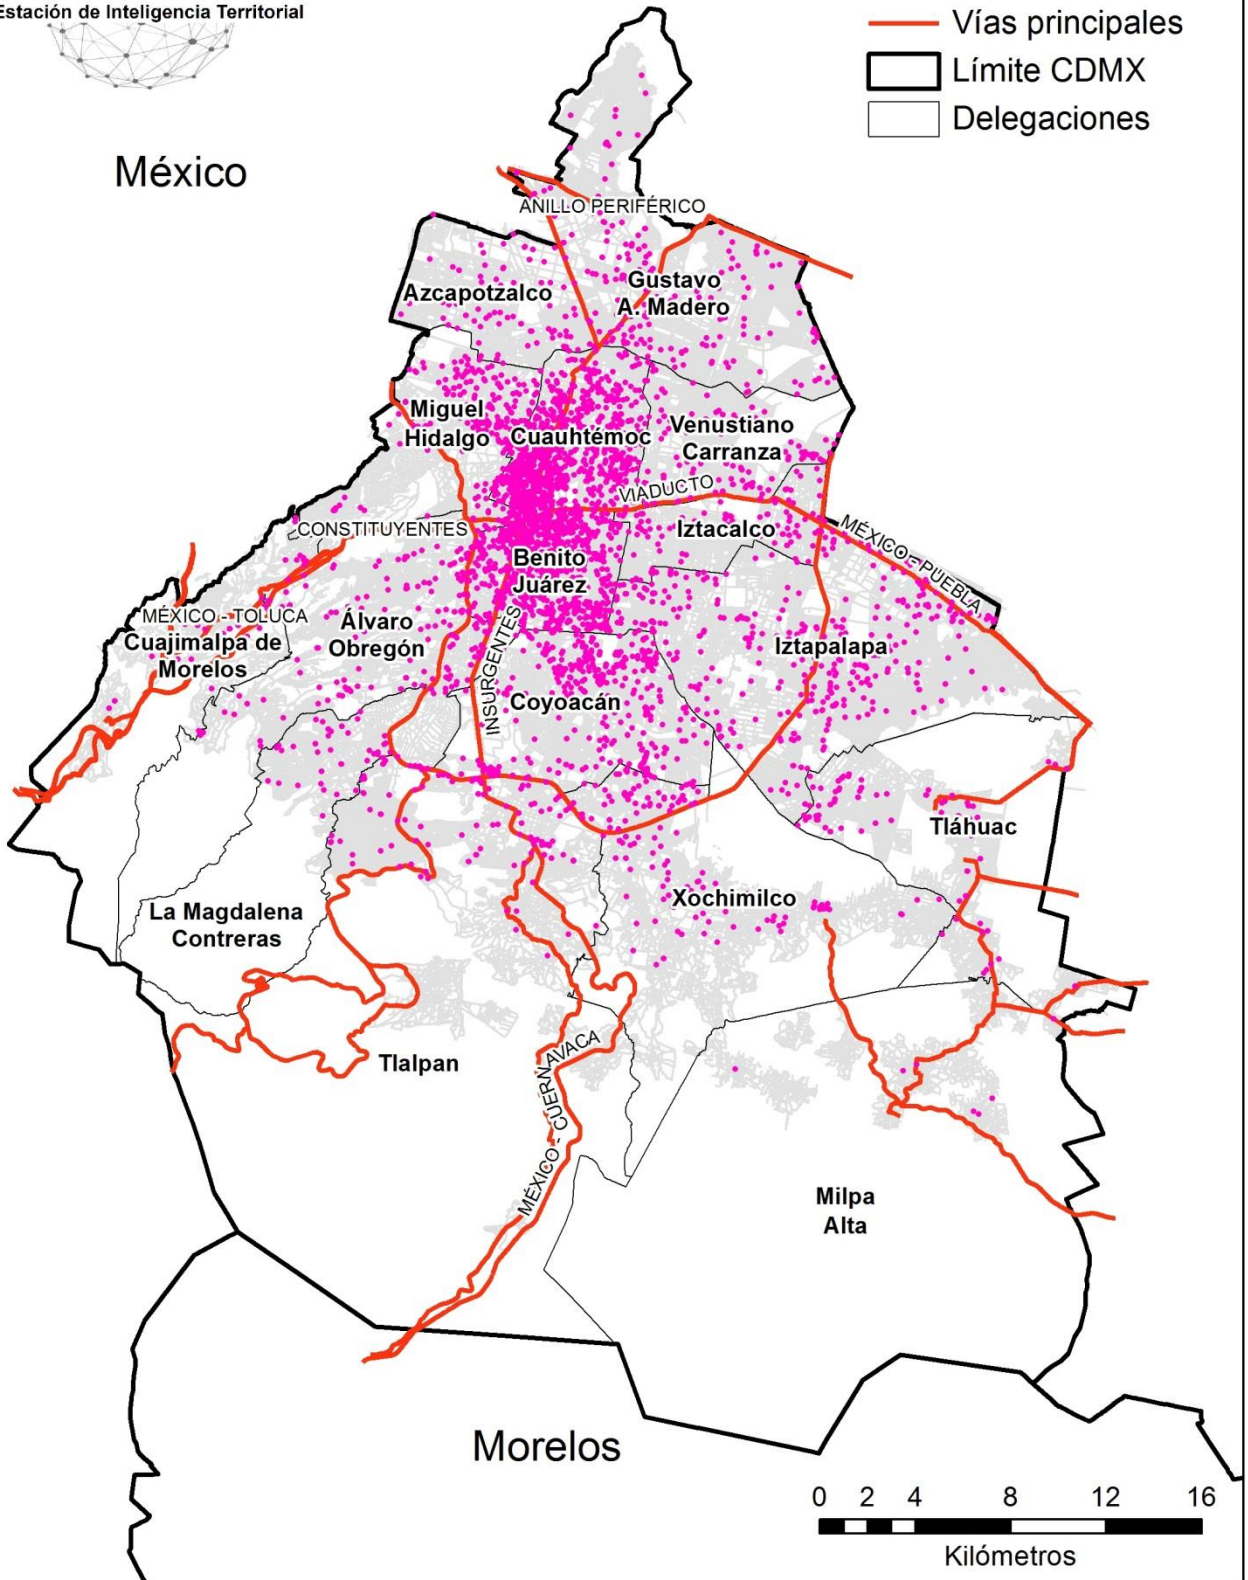 Estación de Inteligencia Territorial
Vías principales
Límite CDMX
Delegaciones
México
ANILLO PERIFÉRICO
Gustavo
A. Madero
Azcapotzalco
Miguel
Hidalgo
Cuauhtémoc
Venustiano
Carranza
VIADUCTO
CONSTITUYENTES
Iztacalco
MÉXICO - PUEBLA
Benito
Juárez
MÉXICO - TOLUCA
Cuajimalpa de
Morelos
Álvaro
Obregón
INSURGENTES
Iztapalapa
Coyoacán
Tláhuac
La Magdalena
Contreras
Xochimilco
Tlalpan
MÉXICO - CUERNAVACA
Milpa
Alta
Morelos
0 2 4 8 12 16
Kilómetros